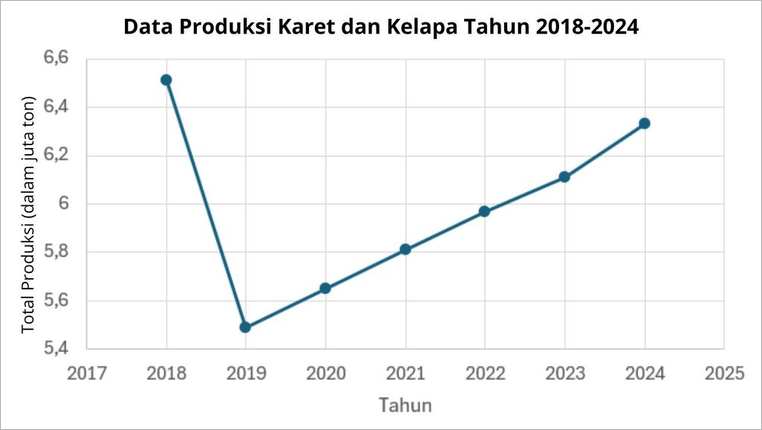 Data Produksi Karet dan Kelapa Tahun 2018-2024
Total Produksi (dalam juta ton)
6,6
6,4
6,2
6
5,8
5,6
5,4
2017 2018 2019 2020 2021 2022 2023 2024 2025
Tahun